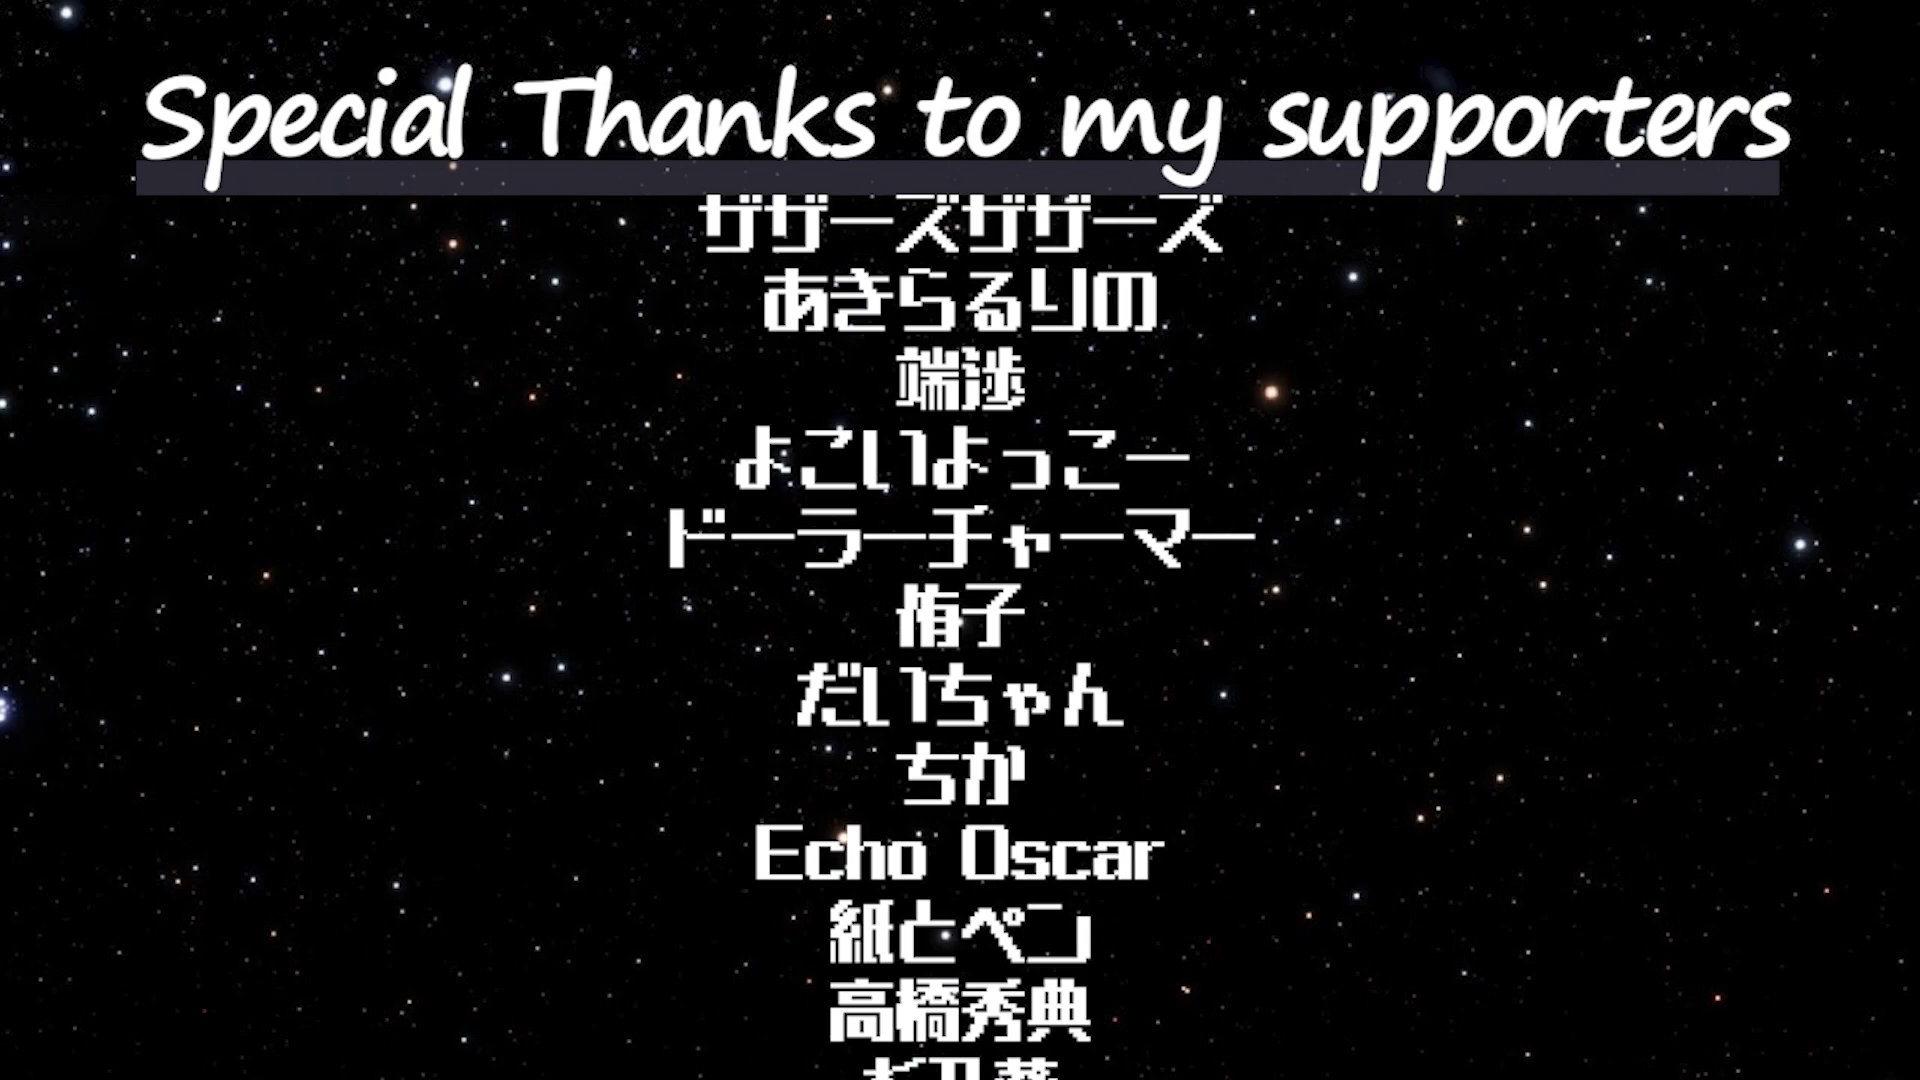 Special Thanks to my supporters
ザザーズザザーズ
あきらるりの
端渉
よこいよっこー
ドーラーチャーマー
侑子
だいちゃん
ちか
Echo Oscar
紙とペン
高橋秀典